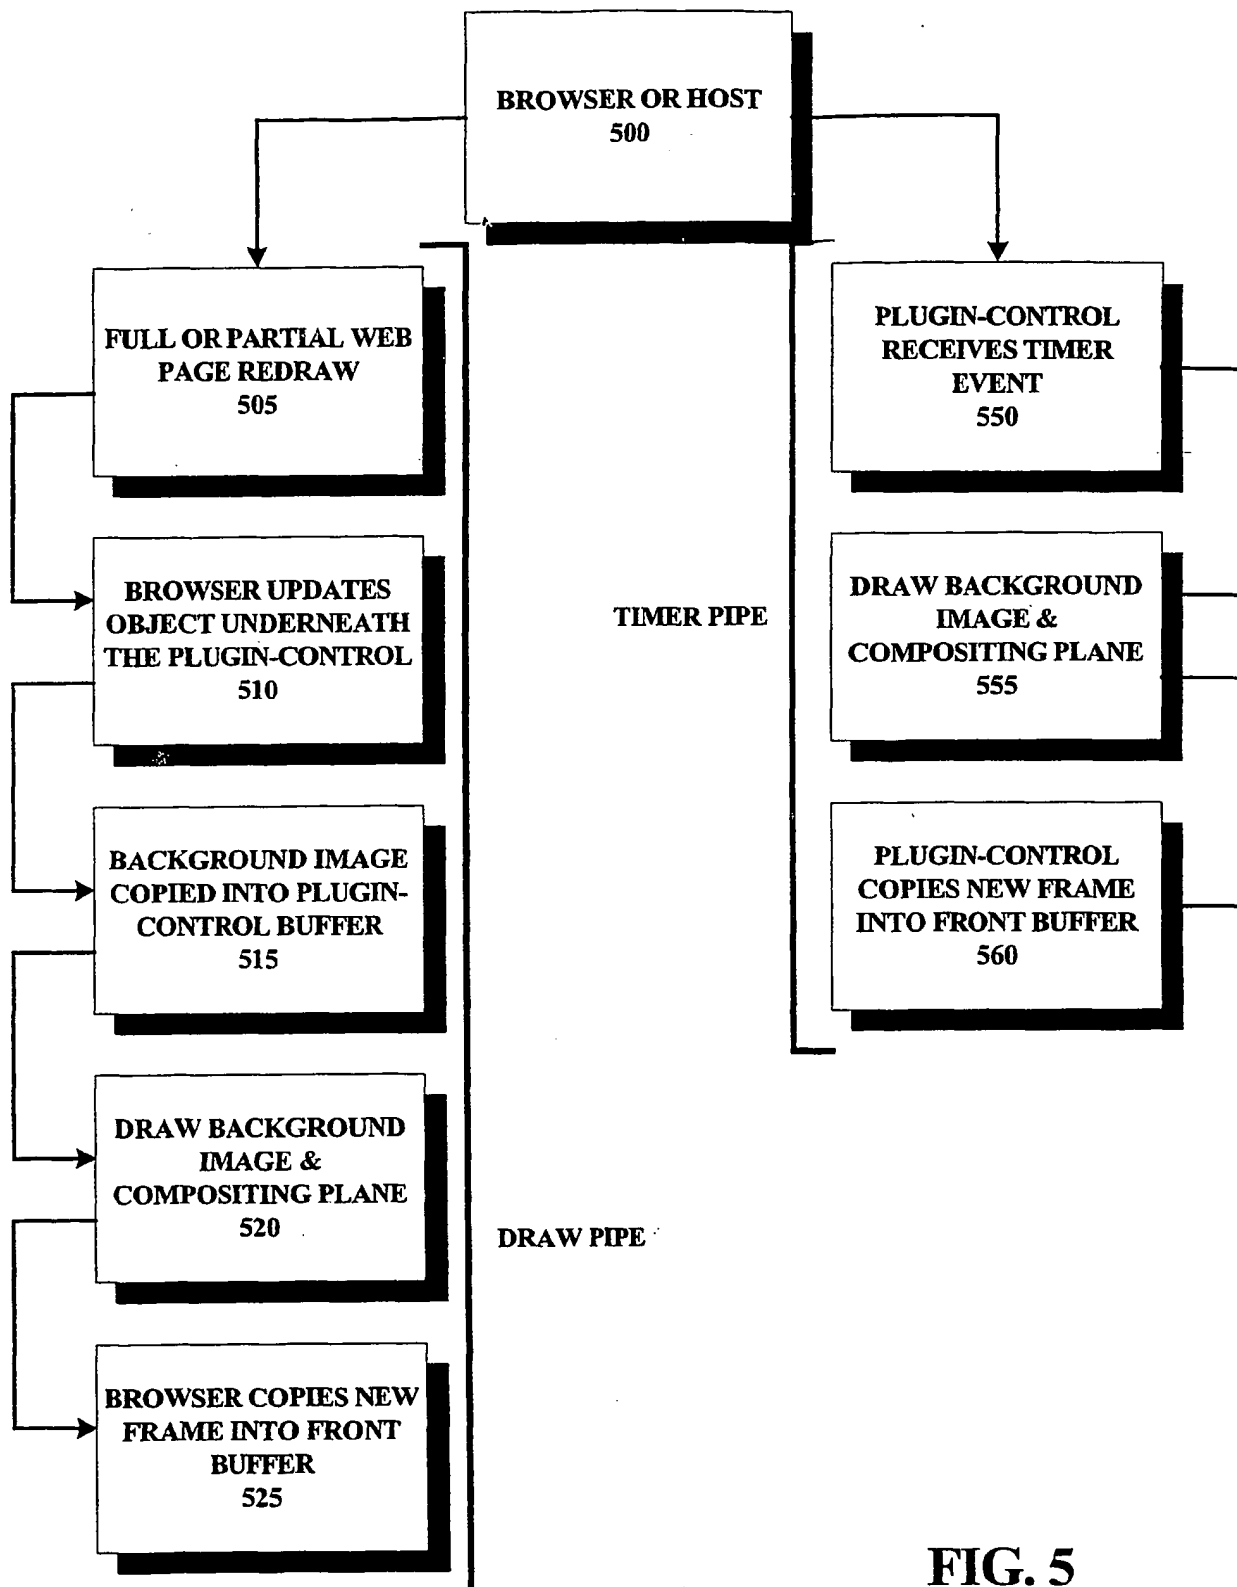 BROWSER OR HOST
500
FULL OR PARTIAL WEB
PAGE REDRAW
505
BROWSER UPDATES
OBJECT UNDERNEATH
THE PLUGIN-CONTROL
510
BACKGROUND IMAGE
COPIED INTO PLUGIN-
CONTROL BUFFER
515
DRAW BACKGROUND
IMAGE &
COMPOSITING PLANE
520
BROWSER COPIES NEW
FRAME INTO FRONT
BUFFER
525
DRAW PIPE
TIMER PIPE
PLUGIN-CONTROL
RECEIVES TIMER
EVENT
550
DRAW BACKGROUND
IMAGE &
COMPOSITING PLANE
555
PLUGIN-CONTROL
COPIES NEW FRAME
INTO FRONT BUFFER
560
FIG. 5